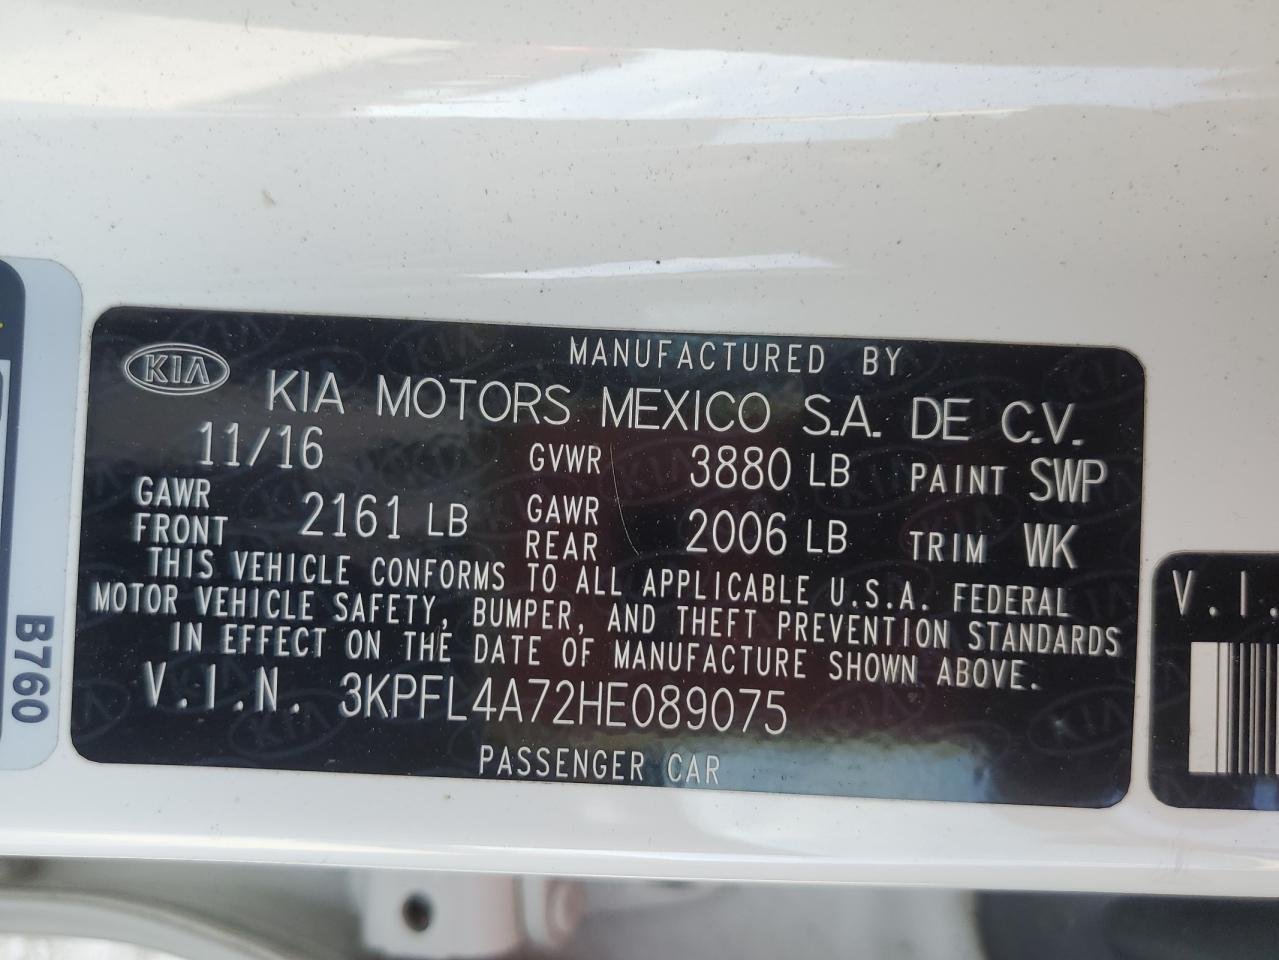 MANUFACTURED BY
KIA KIA MOTORS MEXICO S.A. DE C.V.
11/16 GVWR 3880 LB PAINT SWP
GAWR FRONT 2161 LB GAWR REAR 2006 LB TRIM WK
THIS VEHICLE CONFORMS TO ALL APPLICABLE U.S.A. FEDERAL
MOTOR VEHICLE SAFETY, BUMPER, AND THEFT PREVENTION STANDARDS
IN EFFECT ON THE DATE OF MANUFACTURE SHOWN ABOVE.
V.I.N. 3KPFL4A72HE089075
PASSENGER CAR
B760
V.I.